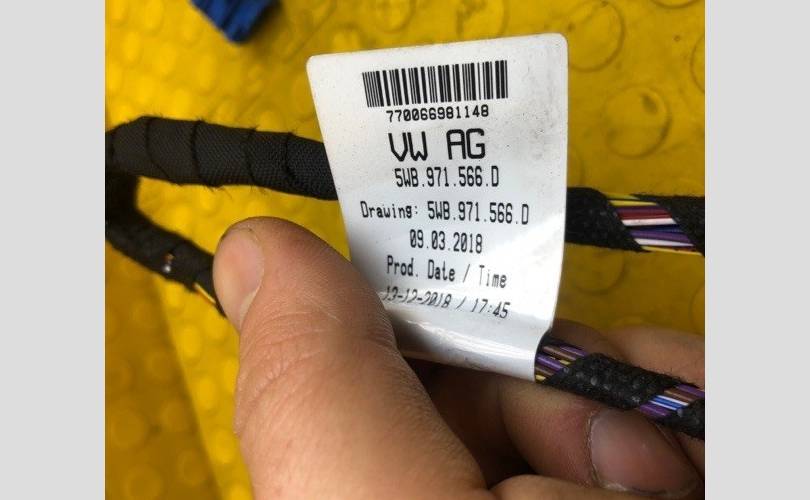 770066981148
VW AG
5WB.971.566.D
Drawing: 5WB.971.566.D
09.03.2018
Prod. Date / Time
13-12-2018 / 17:45